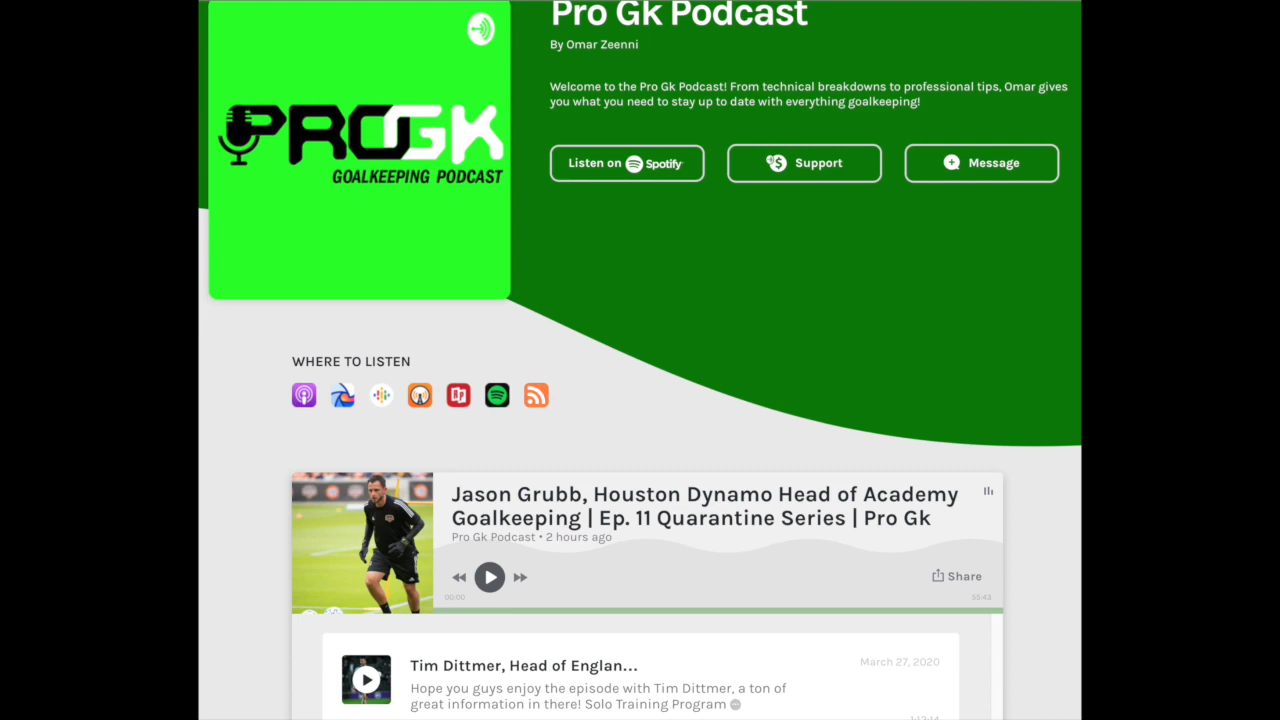 Pro Gk Podcast
By Omar Zeenni
Welcome to the Pro Gk Podcast! From technical breakdowns to professional tips, Omar gives
you what you need to stay up to date with everything goalkeeping!
Listen on Spotify
Support
Message
PROGK
GOALKEEPING PODCAST
WHERE TO LISTEN
Jason Grubb, Houston Dynamo Head of Academy
Goalkeeping | Ep. 11 Quarantine Series | Pro Gk
Pro Gk Podcast • 2 hours ago
Share
00:00
55:43
Tim Dittmer, Head of Englan...
March 27, 2020
Hope you guys enjoy the episode with Tim Dittmer, a ton of
great information in there! Solo Training Program